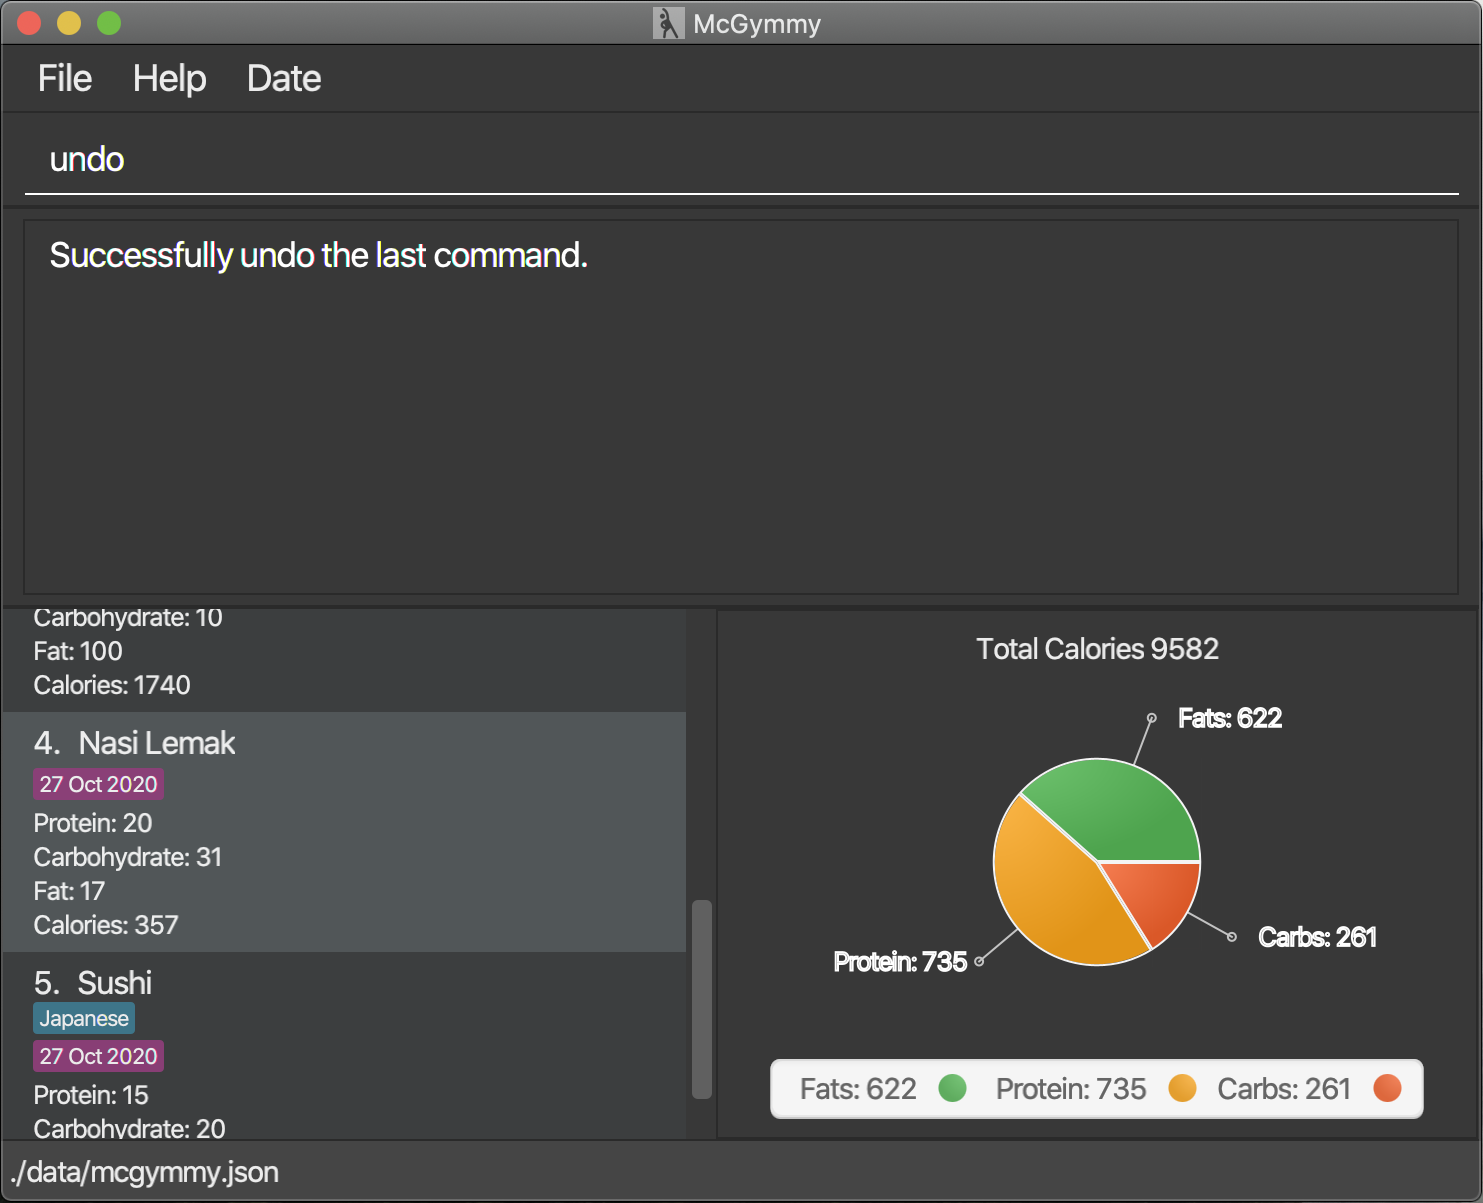 McGymmy
File Help Date
undo
Successfully undo the last command.
Carbohydrate: 10
Fat: 100
Calories: 1740
4. Nasi Lemak
27 Oct 2020
Protein: 20
Carbohydrate: 31
Fat: 17
Calories: 357
5. Sushi
Japanese
27 Oct 2020
Protein: 15
Carbohydrate: 20
Total Calories 9582
Fats: 622
Carbs: 261
Protein: 735
Fats: 622 Protein: 735 Carbs: 261
./data/mcgymmy.json